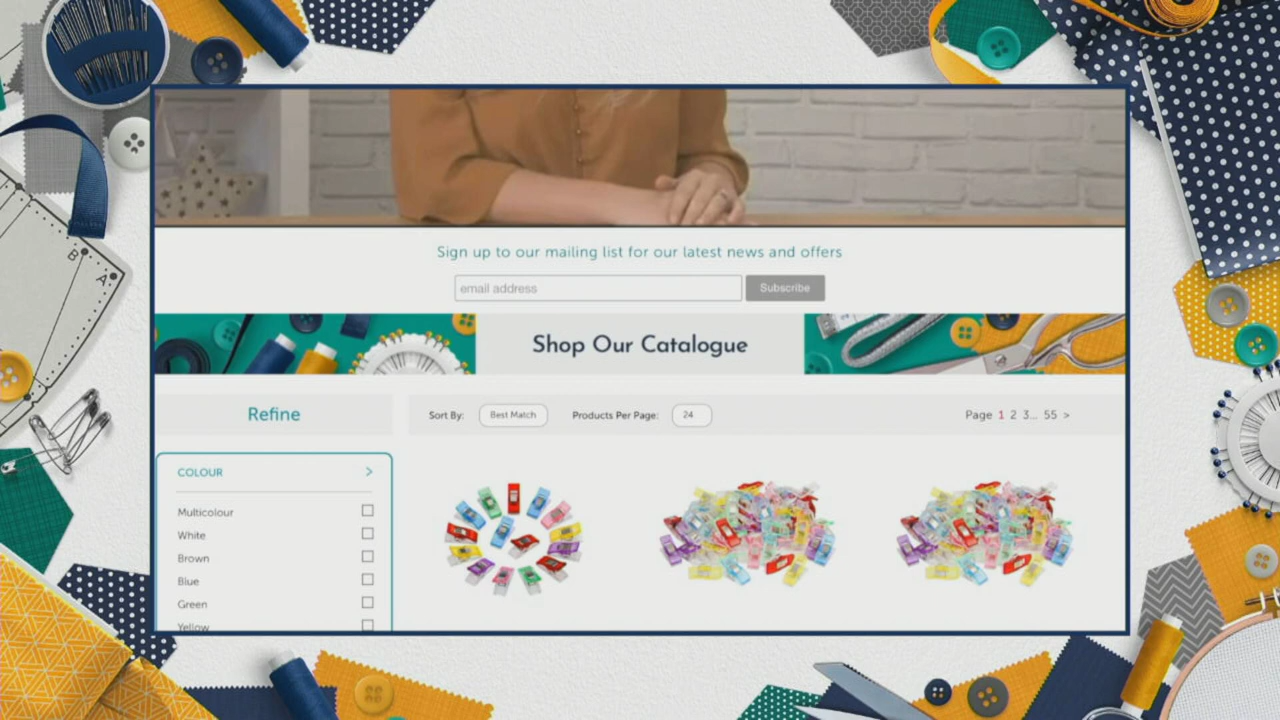 Sign up to our mailing list for our latest news and offers
email address
Subscribe
Shop Our Catalogue
Refine
Sort By: Best Match Products Per Page: 24 Page 1 2 3... 55 >
COLOUR >
Multicolour
White
Brown
Blue
Green
Yellow
B
A